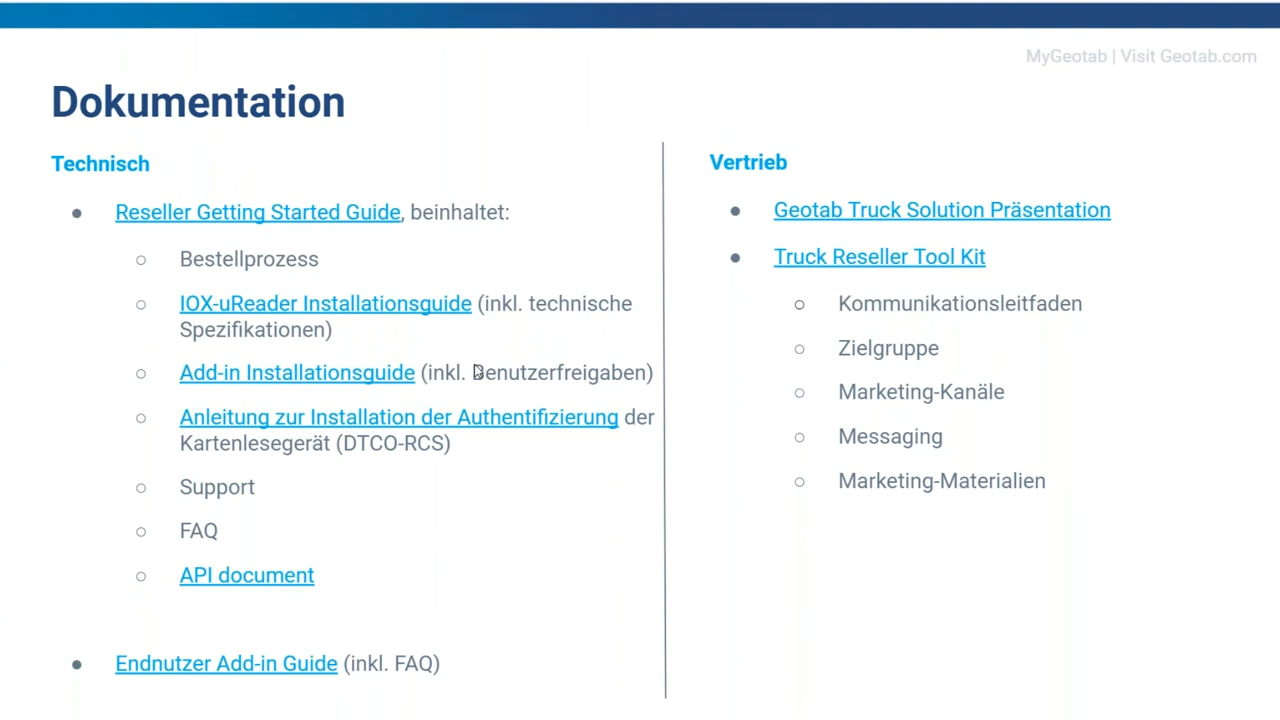 MyGeotab | Visit Geotab.com
Dokumentation
Technisch
Reseller Getting Started Guide, beinhaltet:
Bestellprozess
IOX-uReader Installationsguide (inkl. technische
Spezifikationen)
Add-in Installationsguide (inkl. Benutzerfreigaben)
Anleitung zur Installation der Authentifizierung der
Kartenlesegerät (DTCO-RCS)
Support
FAQ
API document
Endnutzer Add-in Guide (inkl. FAQ)
Vertrieb
Geotab Truck Solution Präsentation
Truck Reseller Tool Kit
Kommunikationsleitfaden
Zielgruppe
Marketing-Kanäle
Messaging
Marketing-Materialien